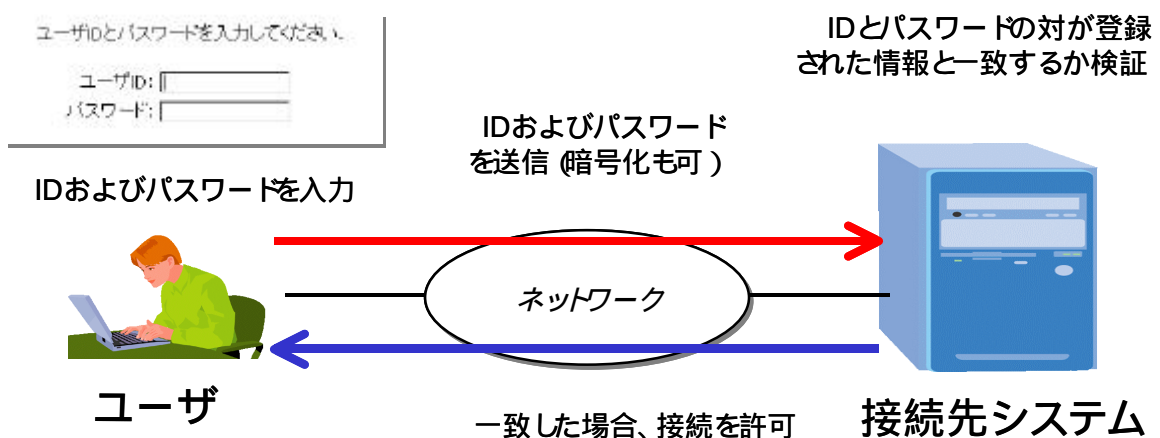 ユーザIDとパスワードを入力してください。
ユーザID:
パスワード:
IDおよびパスワードを入力
IDおよびパスワード
を送信(暗号化も可)
IDとパスワードの対が登録
された情報と一致するか検証
ネットワーク
一致した場合、接続を許可
ユーザ
接続先システム